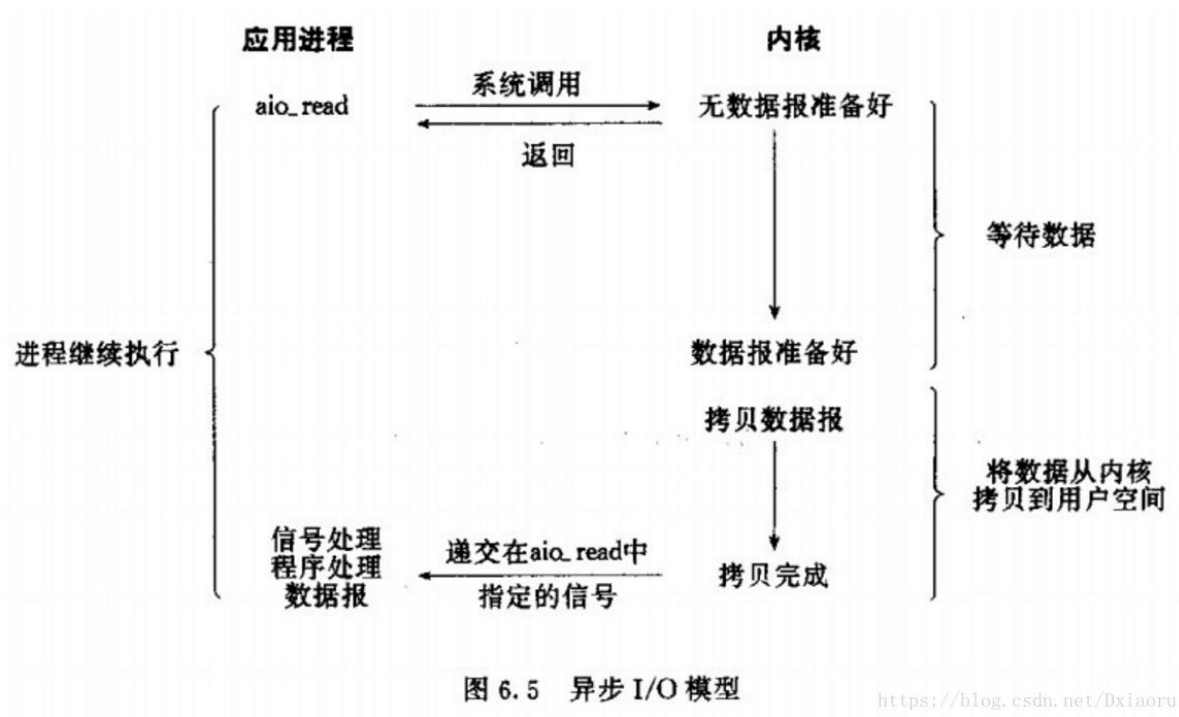 应用进程
内核
aio_read
系统调用
无数据报准备好
返回
等待数据
进程继续执行
数据报准备好
拷贝数据报
将数据从内核
拷贝到用户空间
信号处理
程序处理
数据报
递交在aio_read中
指定的信号
拷贝完成
图 6.5 异步 I/O 模型
https://blog.csdn.net/Dxiaoru